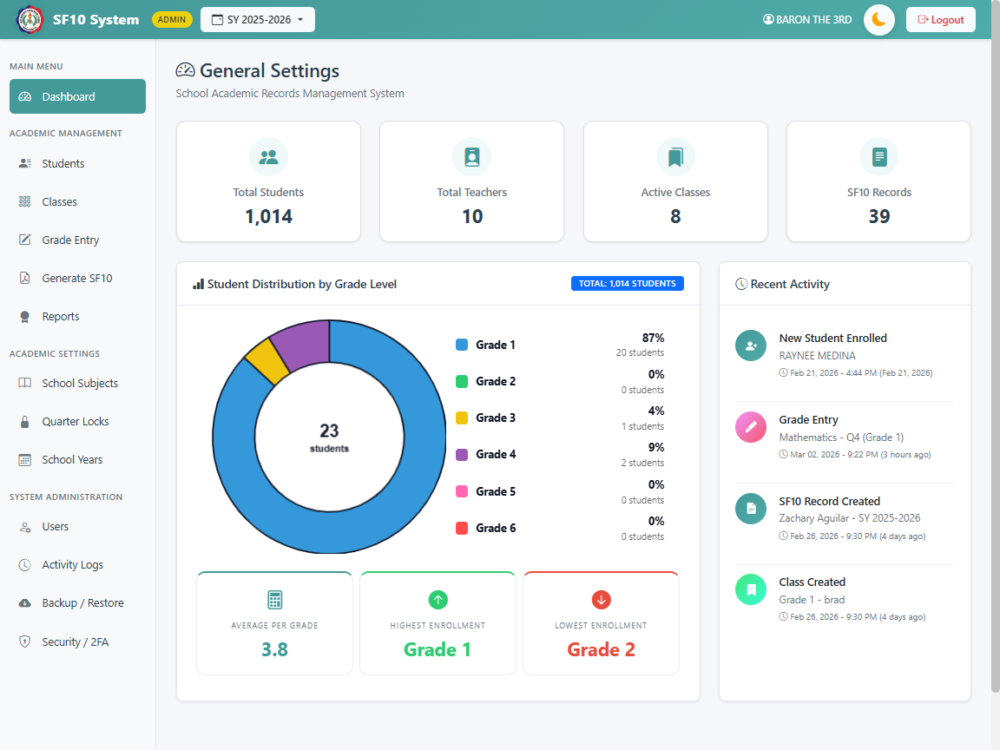 SF10 System
ADMIN
SY 2025-2026
BARON THE 3RD
Logout
MAIN MENU
Dashboard
ACADEMIC MANAGEMENT
Students
Classes
Grade Entry
Generate SF10
Reports
ACADEMIC SETTINGS
School Subjects
Quarter Locks
School Years
SYSTEM ADMINISTRATION
Users
Activity Logs
Backup / Restore
Security / 2FA
General Settings
School Academic Records Management System
Total Students
1,014
Total Teachers
10
Active Classes
8
SF10 Records
39
Student Distribution by Grade Level
TOTAL: 1,014 STUDENTS
23
students
Grade 1
87%
20 students
Grade 2
0%
0 students
Grade 3
4%
1 students
Grade 4
9%
2 students
Grade 5
0%
0 students
Grade 6
0%
0 students
AVERAGE PER GRADE
3.8
HIGHEST ENROLLMENT
Grade 1
LOWEST ENROLLMENT
Grade 2
Recent Activity
New Student Enrolled
RAYNEE MEDINA
Feb 21, 2026 - 4:44 PM (Feb 21, 2026)
Grade Entry
Mathematics - Q4 (Grade 1)
Mar 02, 2026 - 9:22 PM (3 hours ago)
SF10 Record Created
Zachary Aguilar - SY 2025-2026
Feb 26, 2026 - 9:30 PM (4 days ago)
Class Created
Grade 1 - brad
Feb 26, 2026 - 9:30 PM (4 days ago)